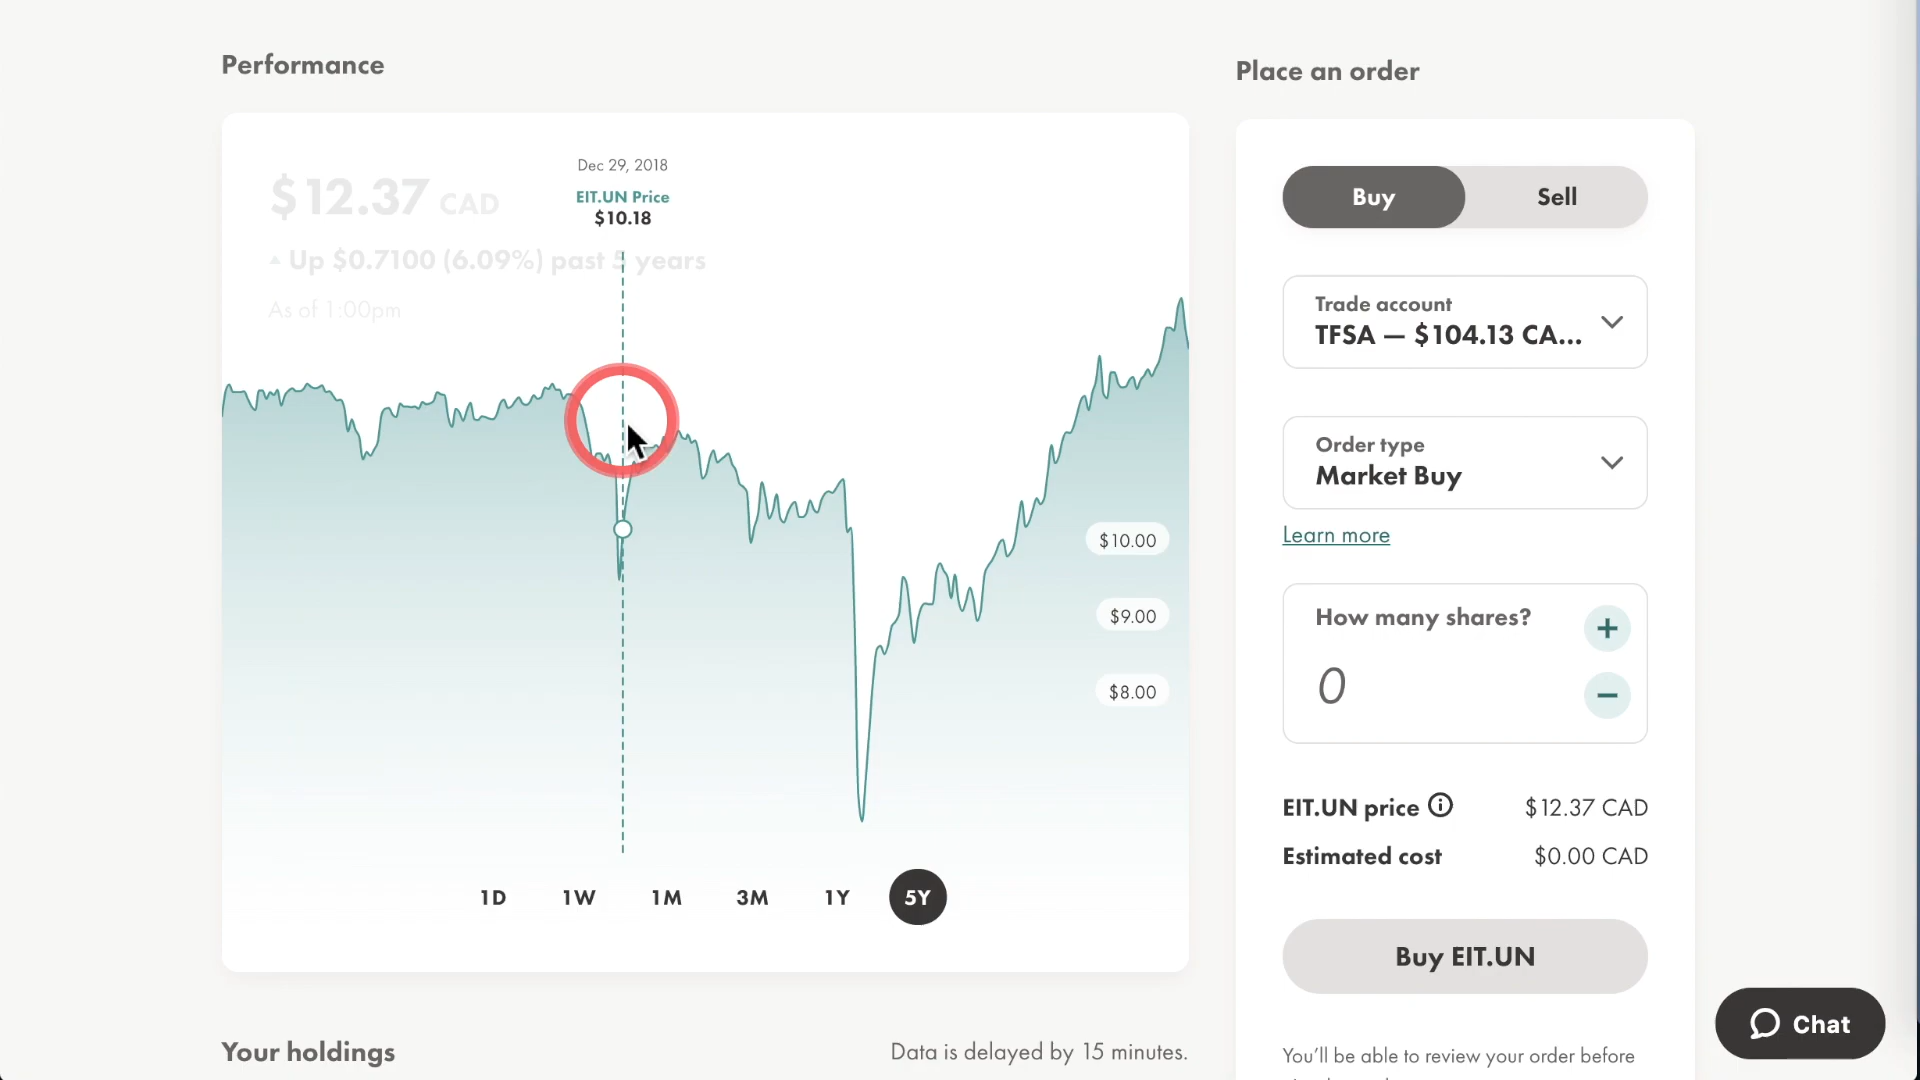 Performance
$12.37 CAD
Up $0.7100 (6.09%) past 5 years
As of 1:00pm
Dec 29, 2018
EIT.UN Price
$10.18
$10.00
$9.00
$8.00
1D 1W 1M 3M 1Y 5Y
Your holdings
Data is delayed by 15 minutes.
Place an order
Buy Sell
Trade account
TFSA — $104.13 CA...
Order type
Market Buy
Learn more
How many shares?
+
0
−
EIT.UN price $12.37 CAD
Estimated cost $0.00 CAD
Buy EIT.UN
You'll be able to review your order before
Chat